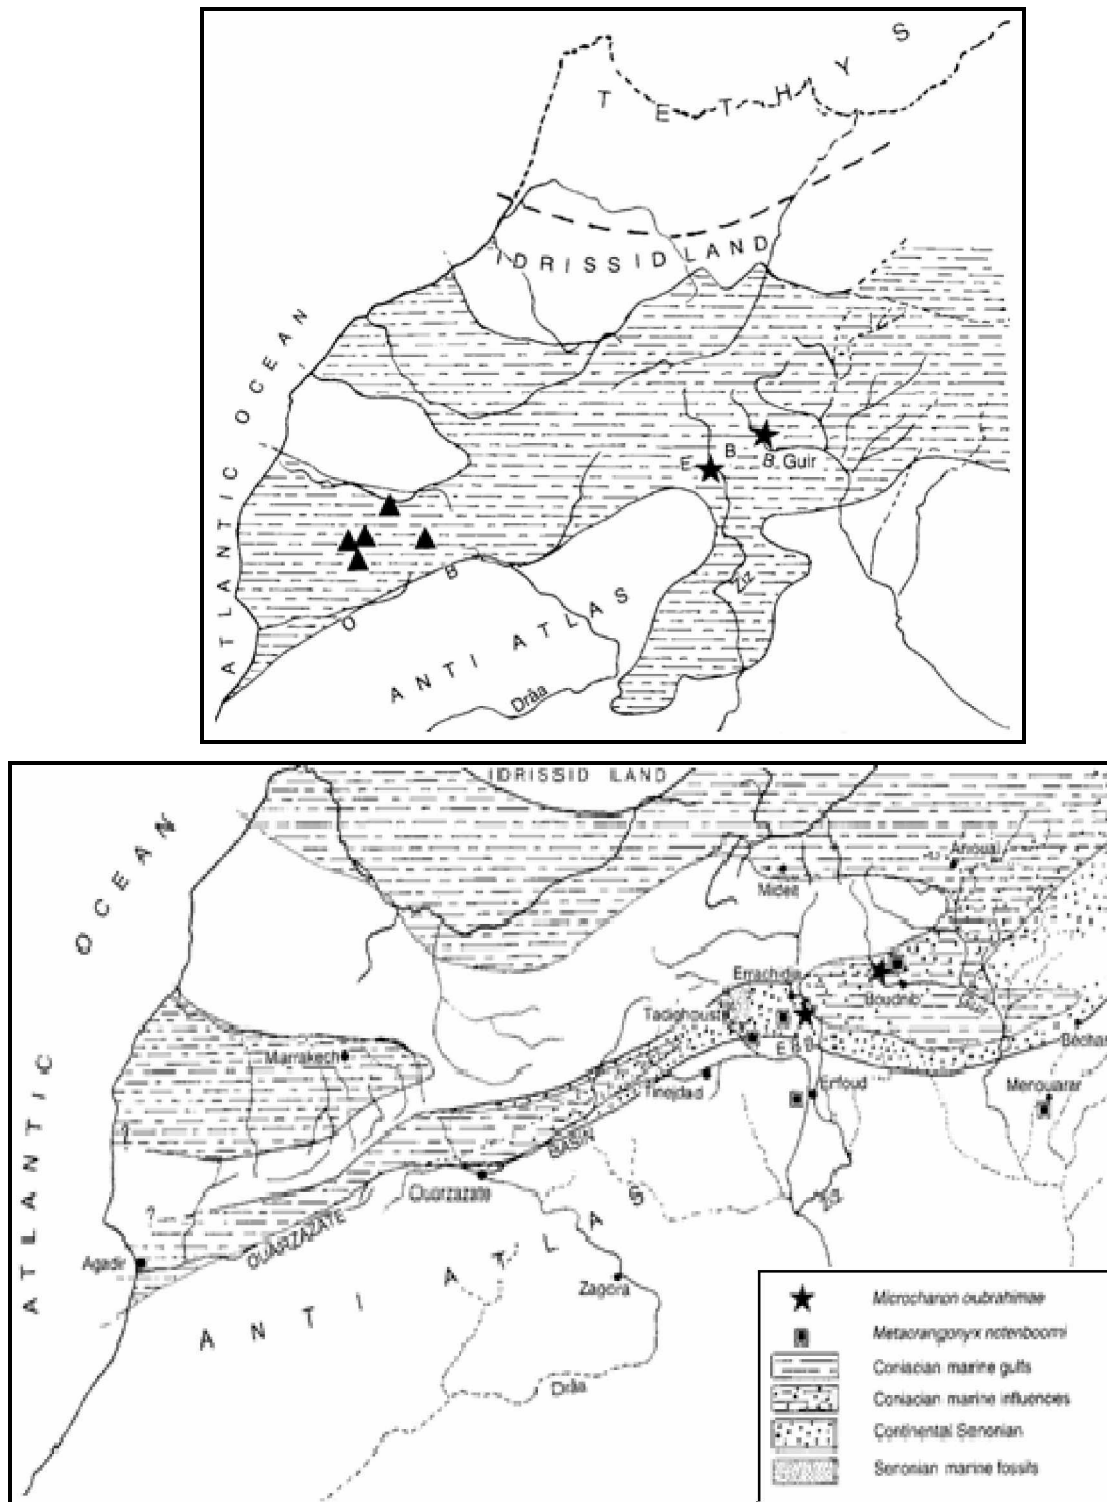 TETHYS
IDRISSID LAND
ATLANTIC OCEAN
E B B Guir
O B
Ziz
ANTI ATLAS
Drâa
IDRISSID LAND
ATLANTIC OCEAN
Anoual
Midelt
Errachidia
Boudnib
Tadighoust
Marrakech
E B B
Béchar
Tinejdad
Erfoud
Menouarar
BASIN
Ouarzazate
?
OUARZAZATE
Agadir
Zagora
ANTI ATLAS
Drâa
Microcharon oubrahimae
Metacrangonyx notenboomi
Coniacian marine gulfs
Coniacian marine influences
Continental Senonian
Senonian marine fossils